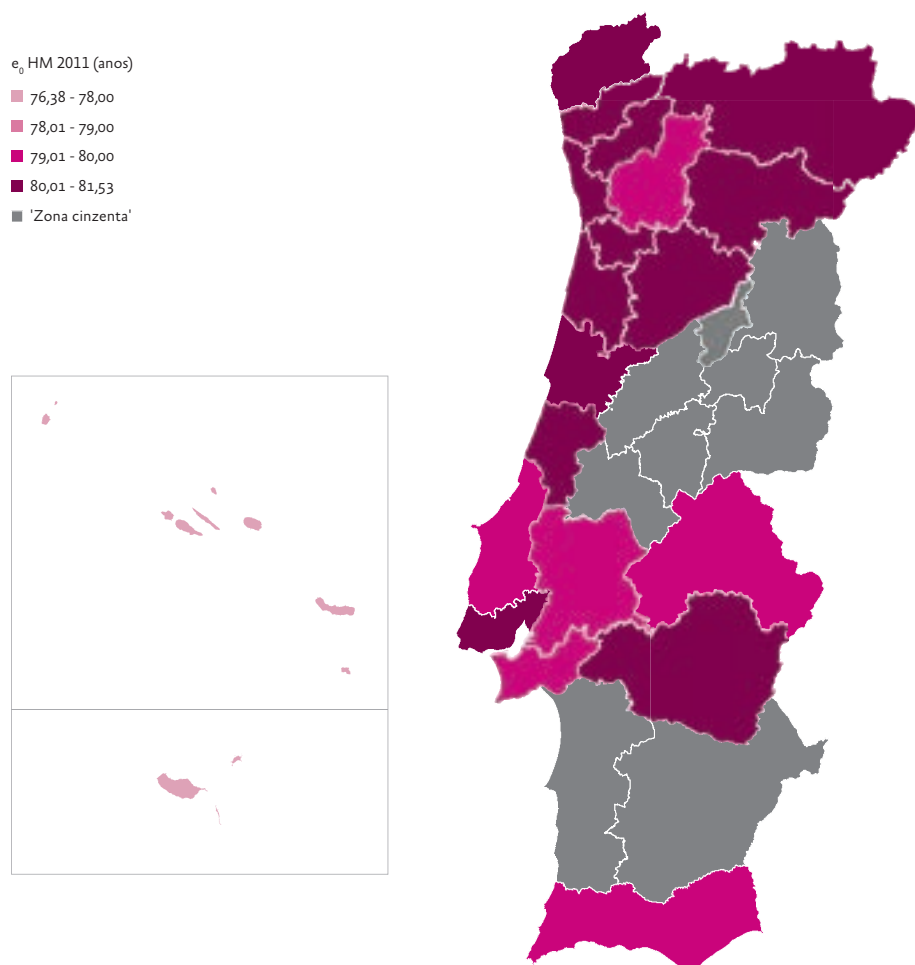 e₀ HM 2011 (anos)
76,38 - 78,00
78,01 - 79,00
79,01 - 80,00
80,01 - 81,53
'Zona cinzenta'